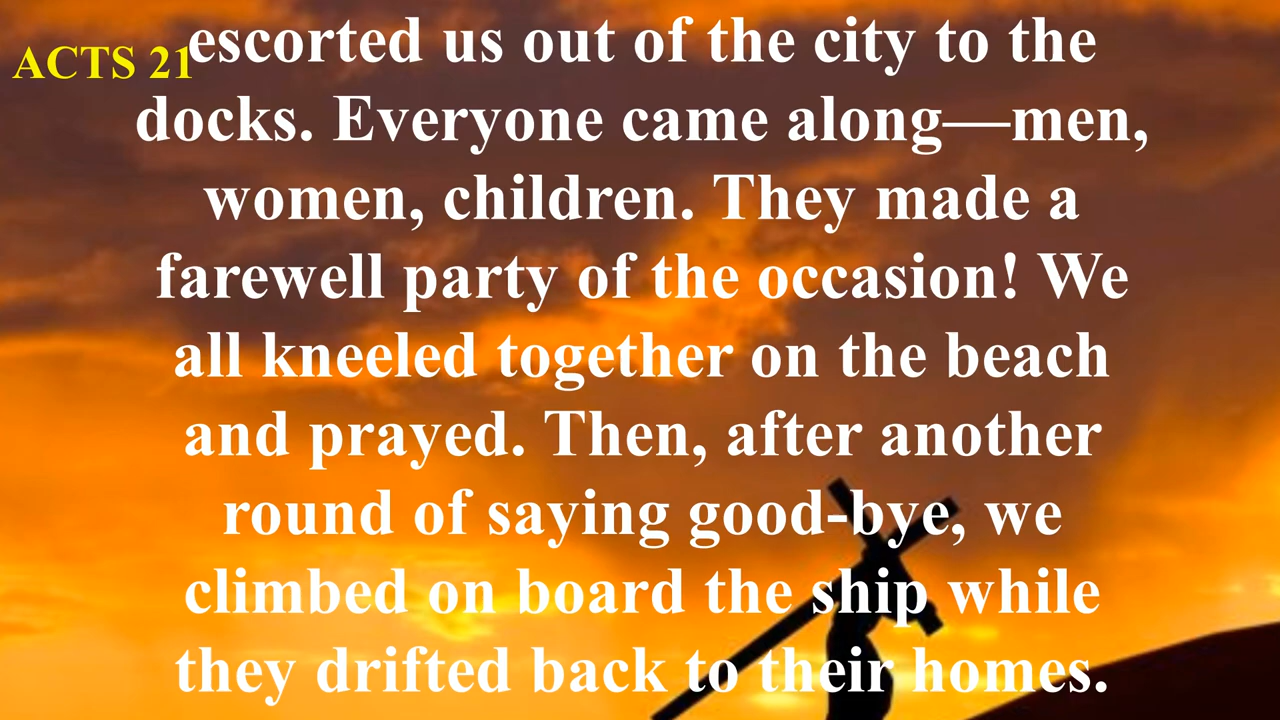 ACTS 21
escorted us out of the city to the
docks. Everyone came along—men,
women, children. They made a
farewell party of the occasion! We
all kneeled together on the beach
and prayed. Then, after another
round of saying good-bye, we
climbed on board the ship while
they drifted back to their homes.